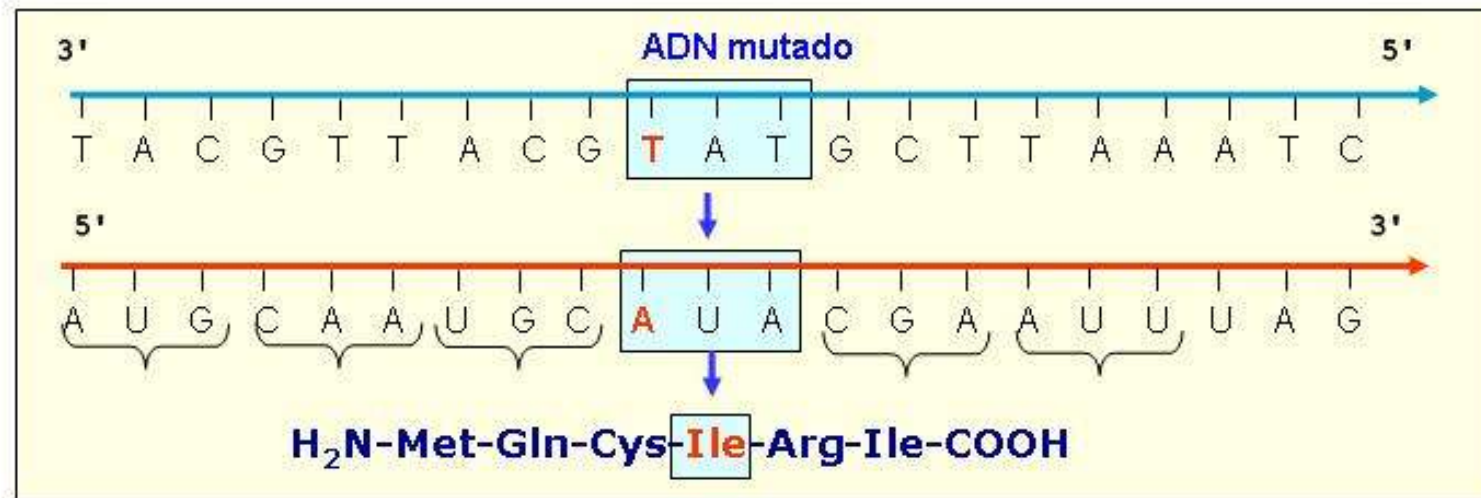 ADN mutado
3' 5'
T A C G T T A C G T A T G C T T A A A T C
5' 3'
A U G C A A U G C A U A C G A A U U U A G
H₂N-Met-Gln-Cys-Ile-Arg-Ile-COOH